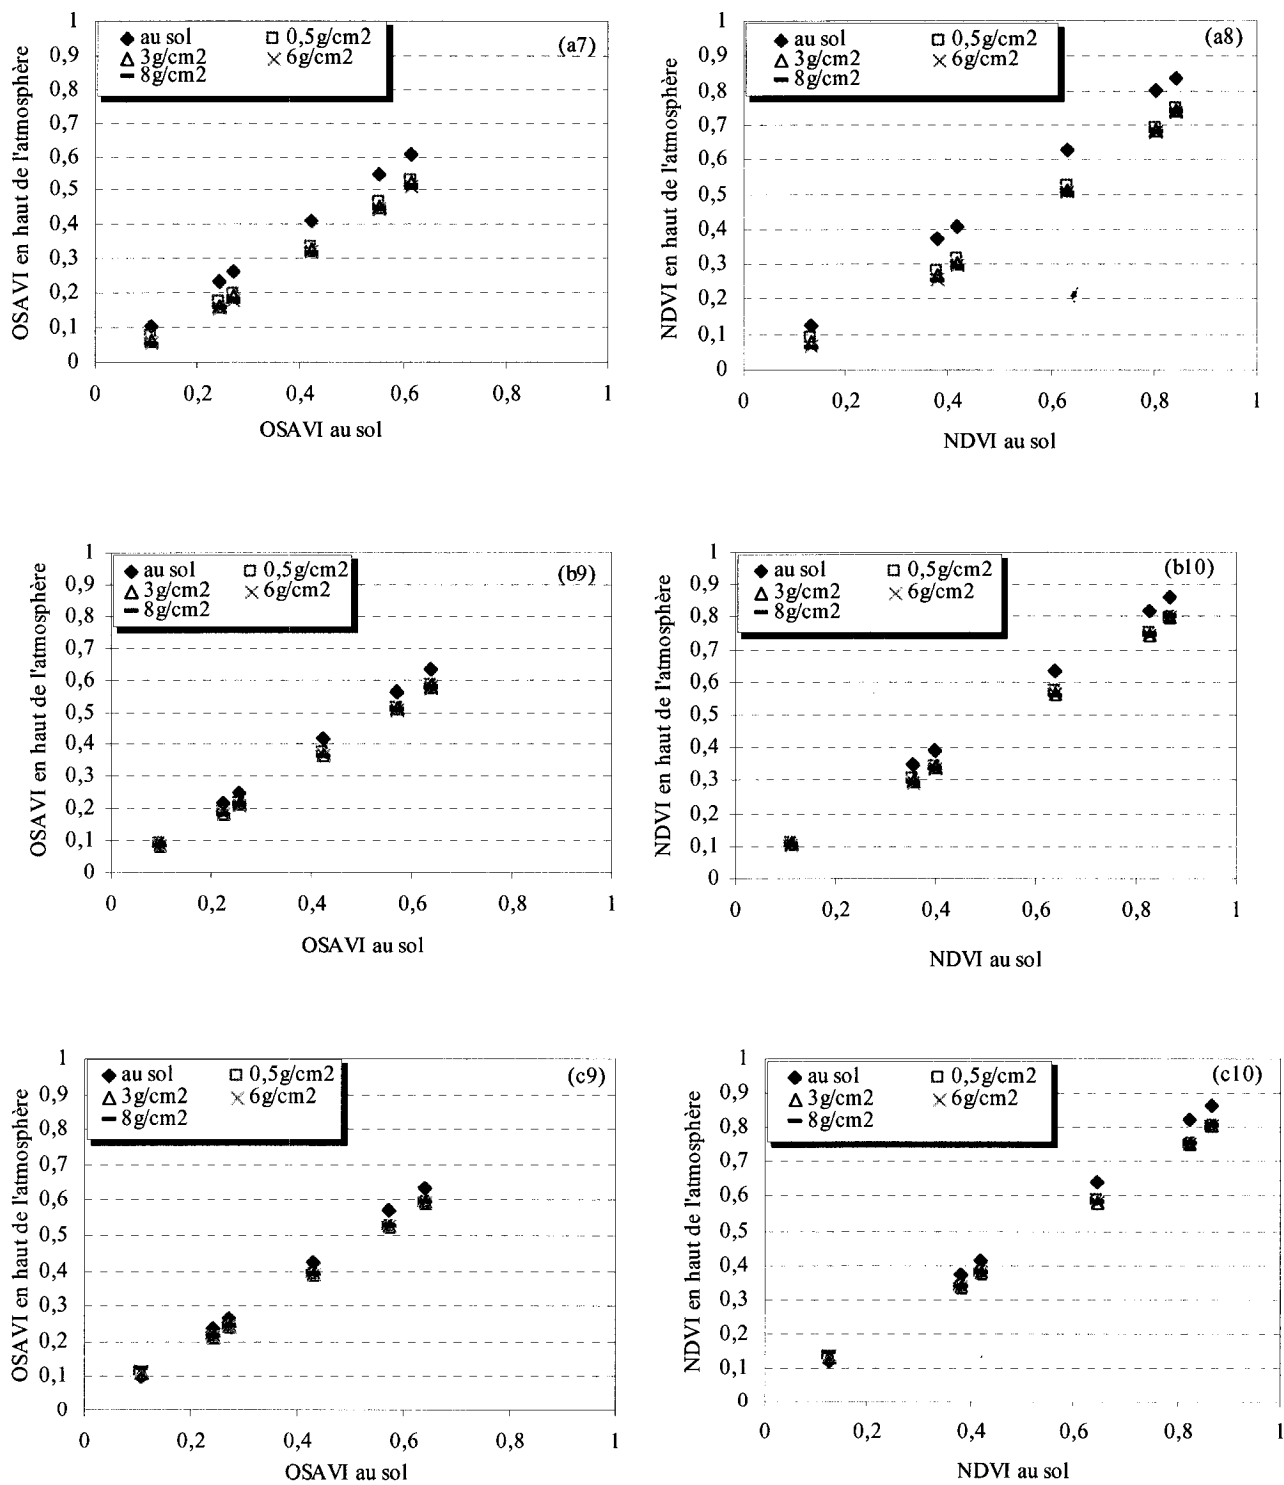 OSAVI en haut de l'atmosphère
1
0,9
0,8
0,7
0,6
0,5
0,4
0,3
0,2
0,1
0
au sol 0,5g/cm2
3g/cm2 6g/cm2
8g/cm2
(a7)
0 0,2 0,4 0,6 0,8 1
OSAVI au sol
NDVI en haut de l'atmosphère
1
0,9
0,8
0,7
0,6
0,5
0,4
0,3
0,2
0,1
0
au sol 0,5g/cm2
3g/cm2 6g/cm2
8g/cm2
(a8)
0 0,2 0,4 0,6 0,8 1
NDVI au sol
OSAVI en haut de l'atmosphère
1
0,9
0,8
0,7
0,6
0,5
0,4
0,3
0,2
0,1
0
au sol 0,5g/cm2
3g/cm2 6g/cm2
8g/cm2
(b9)
0 0,2 0,4 0,6 0,8 1
OSAVI au sol
NDVI en haut de l'atmosphère
1
0,9
0,8
0,7
0,6
0,5
0,4
0,3
0,2
0,1
0
au sol 0,5g/cm2
3g/cm2 6g/cm2
8g/cm2
(b10)
0 0,2 0,4 0,6 0,8 1
NDVI au sol
OSAVI en haut de l'atmosphère
1
0,9
0,8
0,7
0,6
0,5
0,4
0,3
0,2
0,1
0
au sol 0,5g/cm2
3g/cm2 6g/cm2
8g/cm2
(c9)
0 0,2 0,4 0,6 0,8 1
OSAVI au sol
NDVI en haut de l'atmosphère
1
0,9
0,8
0,7
0,6
0,5
0,4
0,3
0,2
0,1
0
au sol 0,5g/cm2
3g/cm2 6g/cm2
8g/cm2
(c10)
0 0,2 0,4 0,6 0,8 1
NDVI au sol